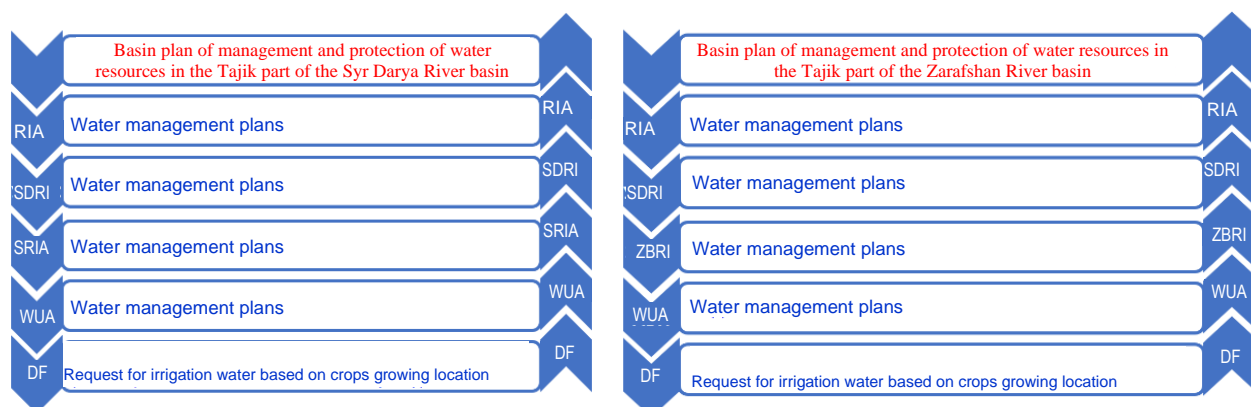 Basin plan of management and protection of water
resources in the Tajik part of the Syr Darya River basin
RIA
Water management plans
RIA
SDRI
Water management plans
SDRI
SRIA
Water management plans
SRIA
WUA
Water management plans
WUA
DF
Request for irrigation water based on crops growing location
DF
Basin plan of management and protection of water resources in
the Tajik part of the Zarafshan River basin
RIA
Water management plans
RIA
SDRI
Water management plans
SDRI
ZBRI
Water management plans
ZBRI
WUA
Water management plans
WUA
DF
Request for irrigation water based on crops growing location
DF